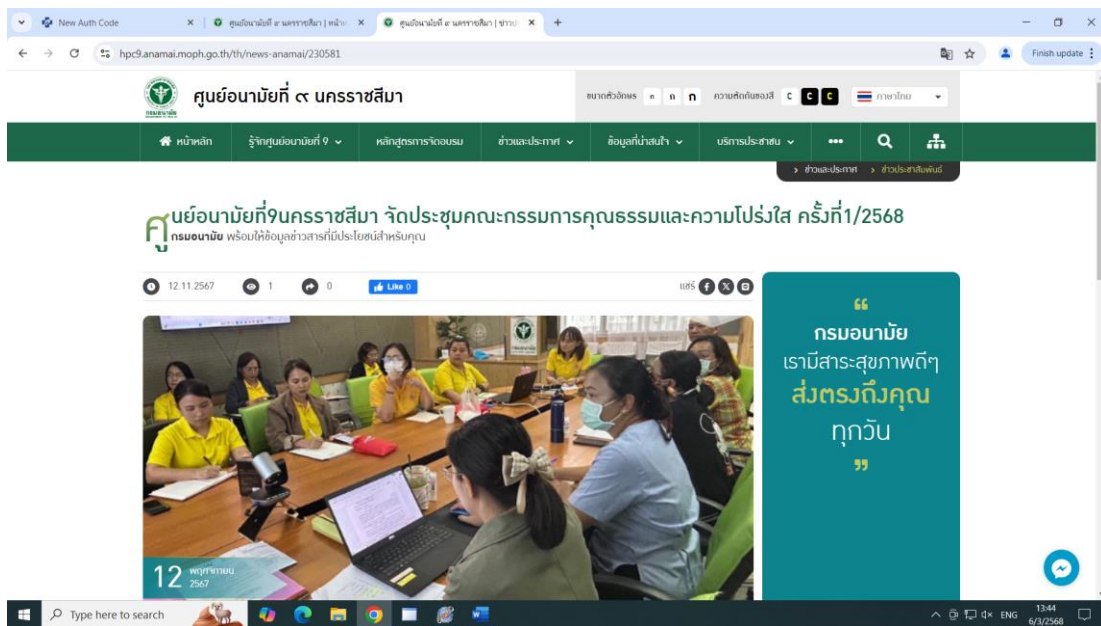 New Auth Code
ศูนย์อนามัยที่ ๙ นครราชสีมา | หน้า
ศูนย์อนามัยที่ ๙ นครราชสีมา | ข่าวป
hpc9.anamai.moph.go.th/th/news-anamai/230581
Finish update
ศูนย์อนามัยที่ ๙ นครราชสีมา
ขนาดตัวอักษร ก ก ก ความตัดกันของสี C C C ภาษาไทย
หน้าหลัก รู้จักศูนย์อนามัยที่ 9 หลักสูตรการจัดอบรม ข่าวและประกาศ ข้อมูลที่น่าสนใจ บริการประชาชน
> ข่าวและประกาศ > ข่าวประชาสัมพันธ์
ศูนย์อนามัยที่9นครราชสีมา จัดประชุมคณะกรรมการคุณธรรมและความโปร่งใส ครั้งที่1/2568
กรมอนามัย พร้อมให้ข้อมูลข่าวสารที่มีประโยชน์สำหรับคุณ
12.11.2567 1 0 Like 0 แชร์
“
กรมอนามัย
เรามีสาระสุขภาพดีๆ
ส่งตรงถึงคุณ
ทุกวัน
”
12 พฤศจิกายน
2567
Type here to search
ENG
13:44
6/3/2568